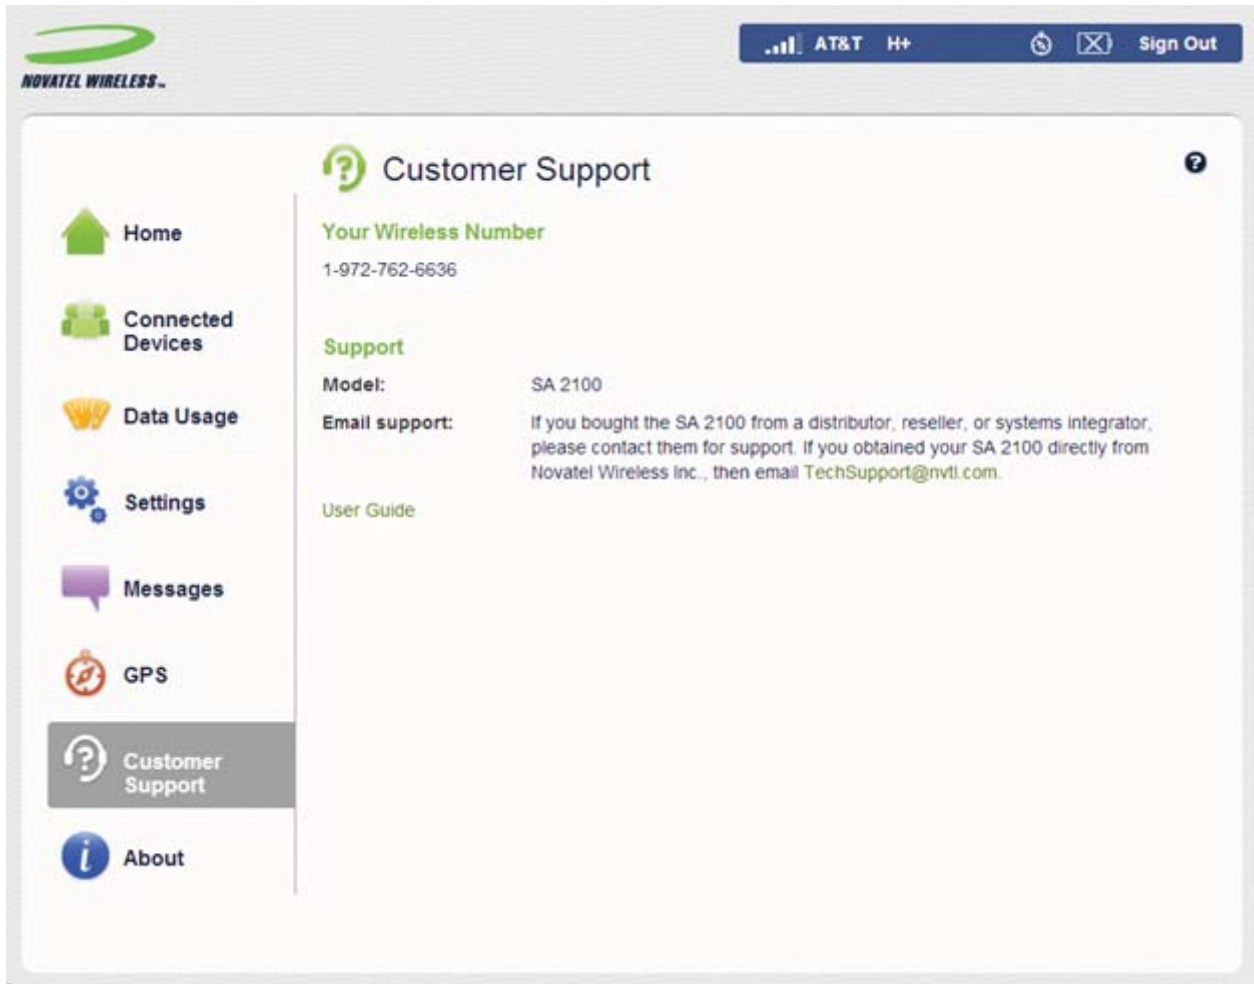 NOVATEL WIRELESS™
AT&T H+ Sign Out
Customer Support
Home
Connected
Devices
Data Usage
Settings
Messages
GPS
Customer
Support
About
Your Wireless Number
1-972-762-6636
Support
Model: SA 2100
Email support: If you bought the SA 2100 from a distributor, reseller, or systems integrator,
please contact them for support. If you obtained your SA 2100 directly from
Novatel Wireless Inc., then email TechSupport@nvtl.com.
User Guide